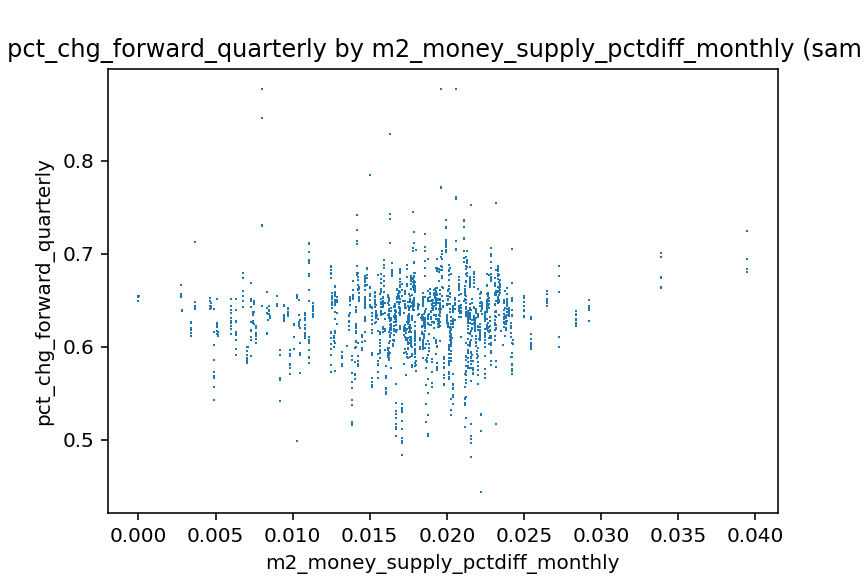 pct_chg_forward_quarterly by m2_money_supply_pctdiff_monthly (sam
pct_chg_forward_quarterly
0.8
0.7
0.6
0.5
0.000 0.005 0.010 0.015 0.020 0.025 0.030 0.035 0.040
m2_money_supply_pctdiff_monthly